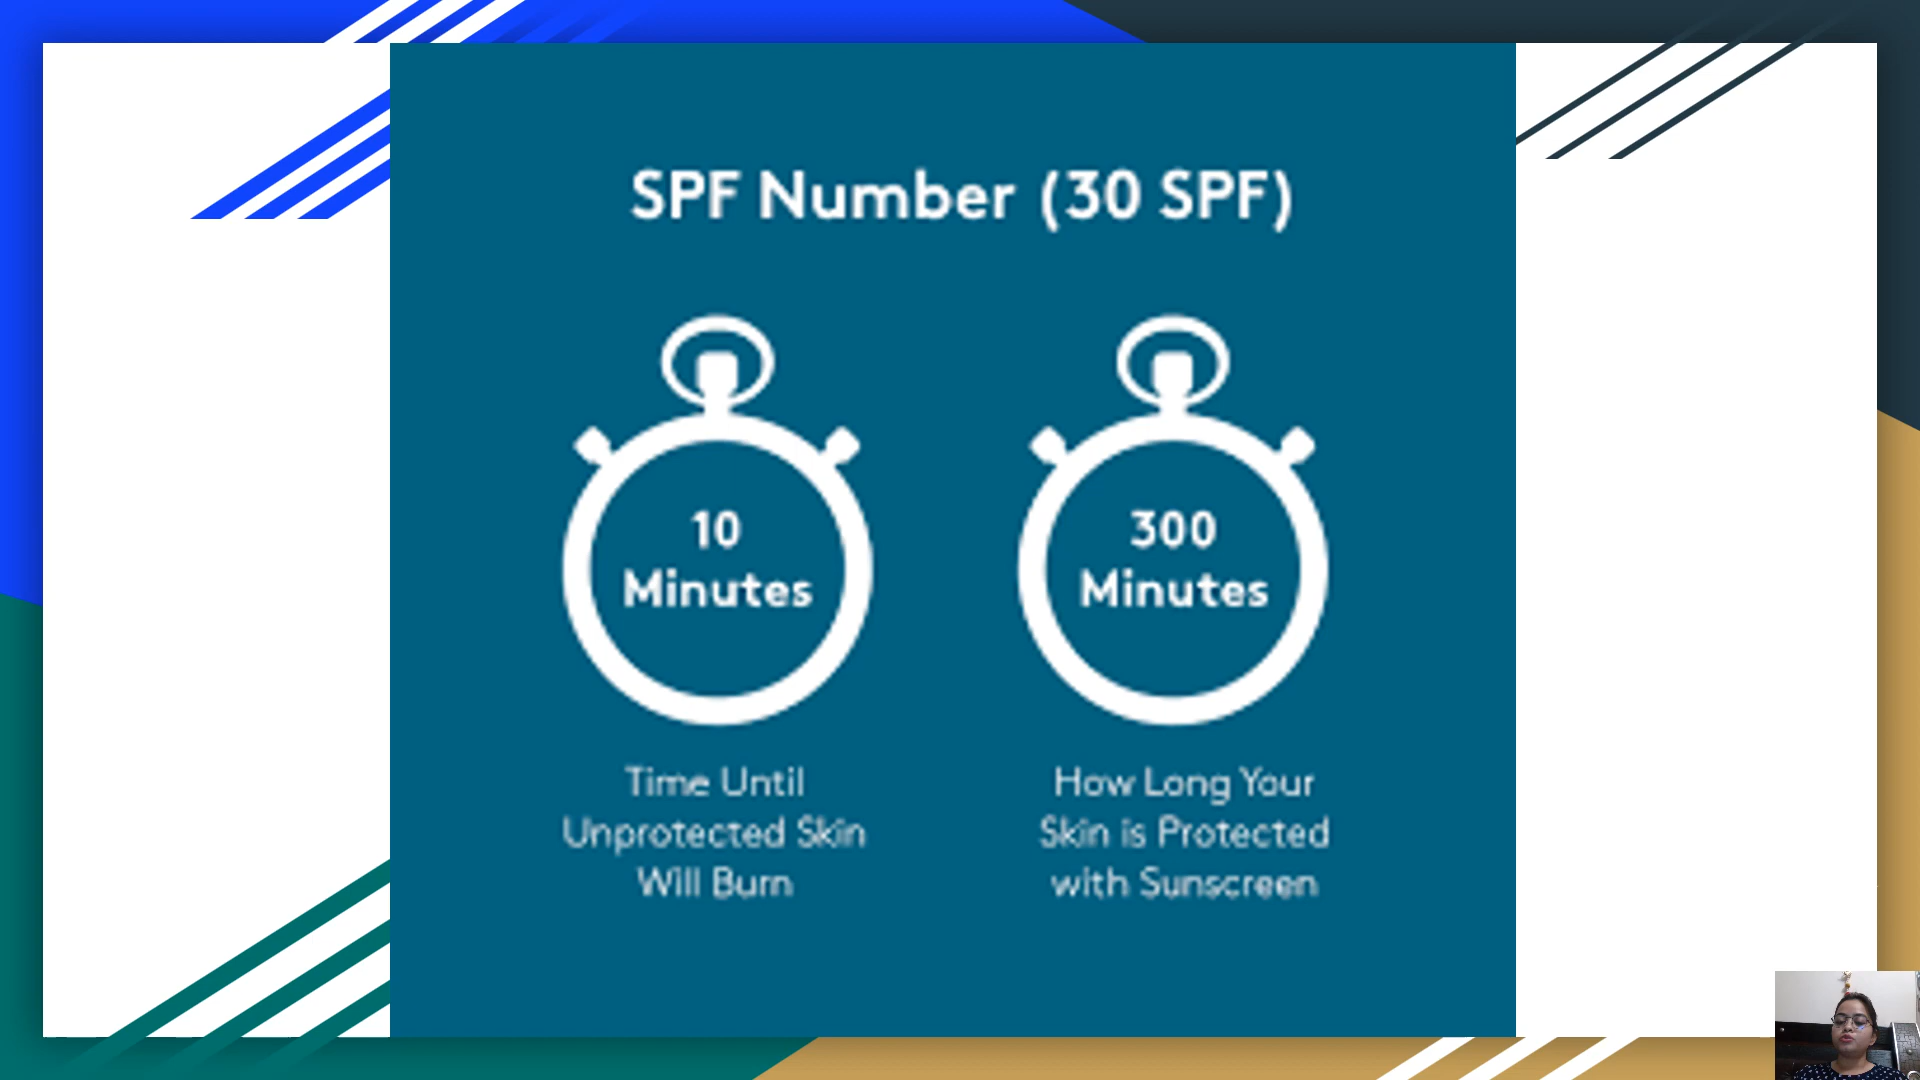 SPF Number (30 SPF)
10
Minutes
300
Minutes
Time Until
Unprotected Skin
Will Burn
How Long Your
Skin is Protected
with Sunscreen